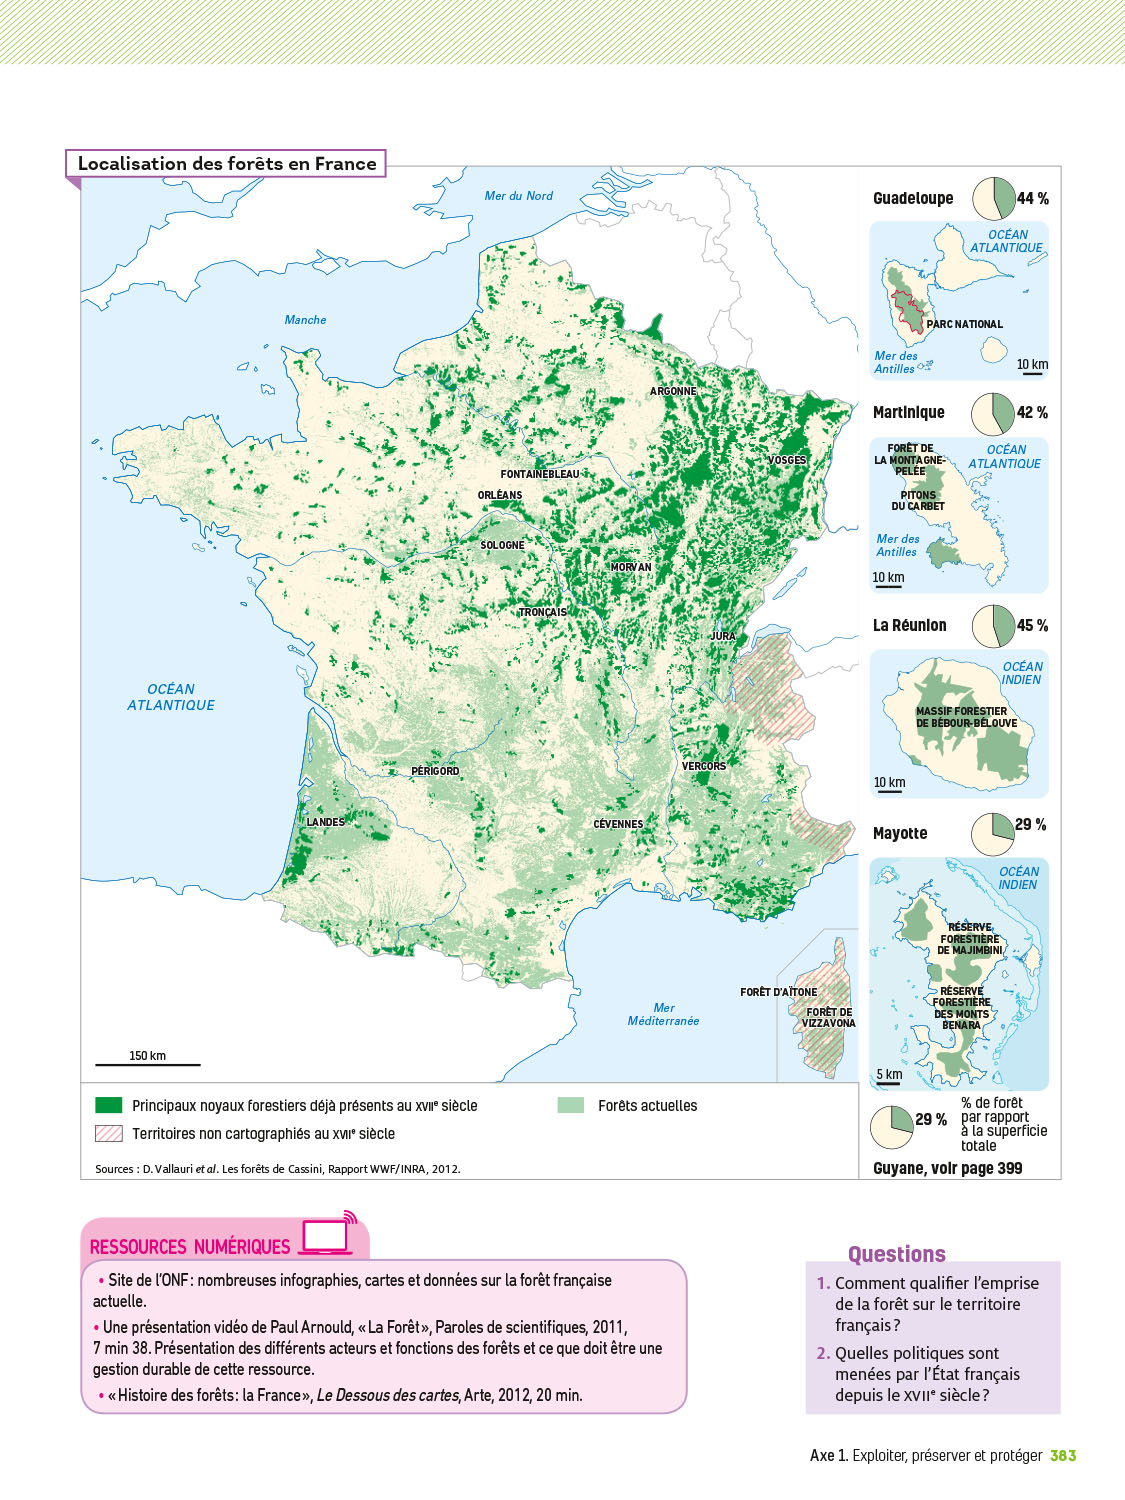 Localisation des forêts en France
Mer du Nord
Manche
ARGONNE
VOSGES
FONTAINEBLEAU
ORLÉANS
SOLOGNE
MORVAN
TRONÇAIS
JURA
OCÉAN
ATLANTIQUE
PÉRIGORD
VERCORS
LANDES
CÉVENNES
FORÊT D'AÏTONE
FORÊT DE
VIZZAVONA
Mer
Méditerranée
150 km
Guadeloupe
44 %
OCÉAN
ATLANTIQUE
PARC NATIONAL
Mer des
Antilles
10 km
Martinique
42 %
FORÊT DE
LA MONTAGNE-
PELÉE
OCÉAN
ATLANTIQUE
PITONS
DU CARBET
Mer des
Antilles
10 km
La Réunion
45 %
OCÉAN
INDIEN
MASSIF FORESTIER
DE BÉBOUR-BÉLOUVE
10 km
Mayotte
29 %
OCÉAN
INDIEN
RÉSERVE
FORESTIÈRE
DE MAJIMBINI
RÉSERVE
FORESTIÈRE
DES MONTS
BENARA
5 km
29 %
% de forêt
par rapport
à la superficie
totale
Guyane, voir page 399
Principaux noyaux forestiers déjà présents au XVIIe siècle
Forêts actuelles
Territoires non cartographiés au XVIIe siècle
Sources : D. Vallauri et al. Les forêts de Cassini, Rapport WWF/INRA, 2012.
RESSOURCES NUMÉRIQUES
• Site de l'ONF : nombreuses infographies, cartes et données sur la forêt française
actuelle.
• Une présentation vidéo de Paul Arnould, « La Forêt », Paroles de scientifiques, 2011,
7 min 38. Présentation des différents acteurs et fonctions des forêts et ce que doit être une
gestion durable de cette ressource.
• « Histoire des forêts : la France », Le Dessous des cartes, Arte, 2012, 20 min.
Questions
1. Comment qualifier l'emprise
de la forêt sur le territoire
français ?
2. Quelles politiques sont
menées par l'État français
depuis le XVIIe siècle ?
Axe 1. Exploiter, préserver et protéger 383